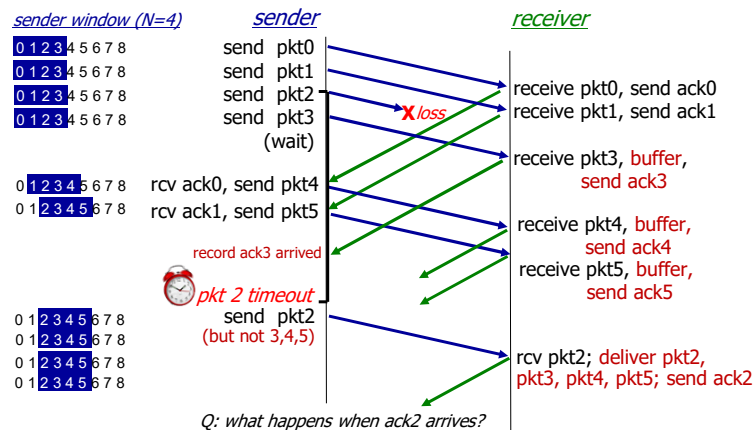 sender window (N=4)
sender
receiver
0 1 2 3 4 5 6 7 8
send pkt0
0 1 2 3 4 5 6 7 8
send pkt1
0 1 2 3 4 5 6 7 8
send pkt2
0 1 2 3 4 5 6 7 8
send pkt3
(wait)
X loss
receive pkt0, send ack0
receive pkt1, send ack1
receive pkt3, buffer,
send ack3
0 1 2 3 4 5 6 7 8
rcv ack0, send pkt4
0 1 2 3 4 5 6 7 8
rcv ack1, send pkt5
record ack3 arrived
receive pkt4, buffer,
send ack4
receive pkt5, buffer,
send ack5
pkt 2 timeout
0 1 2 3 4 5 6 7 8
send pkt2
0 1 2 3 4 5 6 7 8
(but not 3,4,5)
0 1 2 3 4 5 6 7 8
0 1 2 3 4 5 6 7 8
rcv pkt2; deliver pkt2,
pkt3, pkt4, pkt5; send ack2
Q: what happens when ack2 arrives?